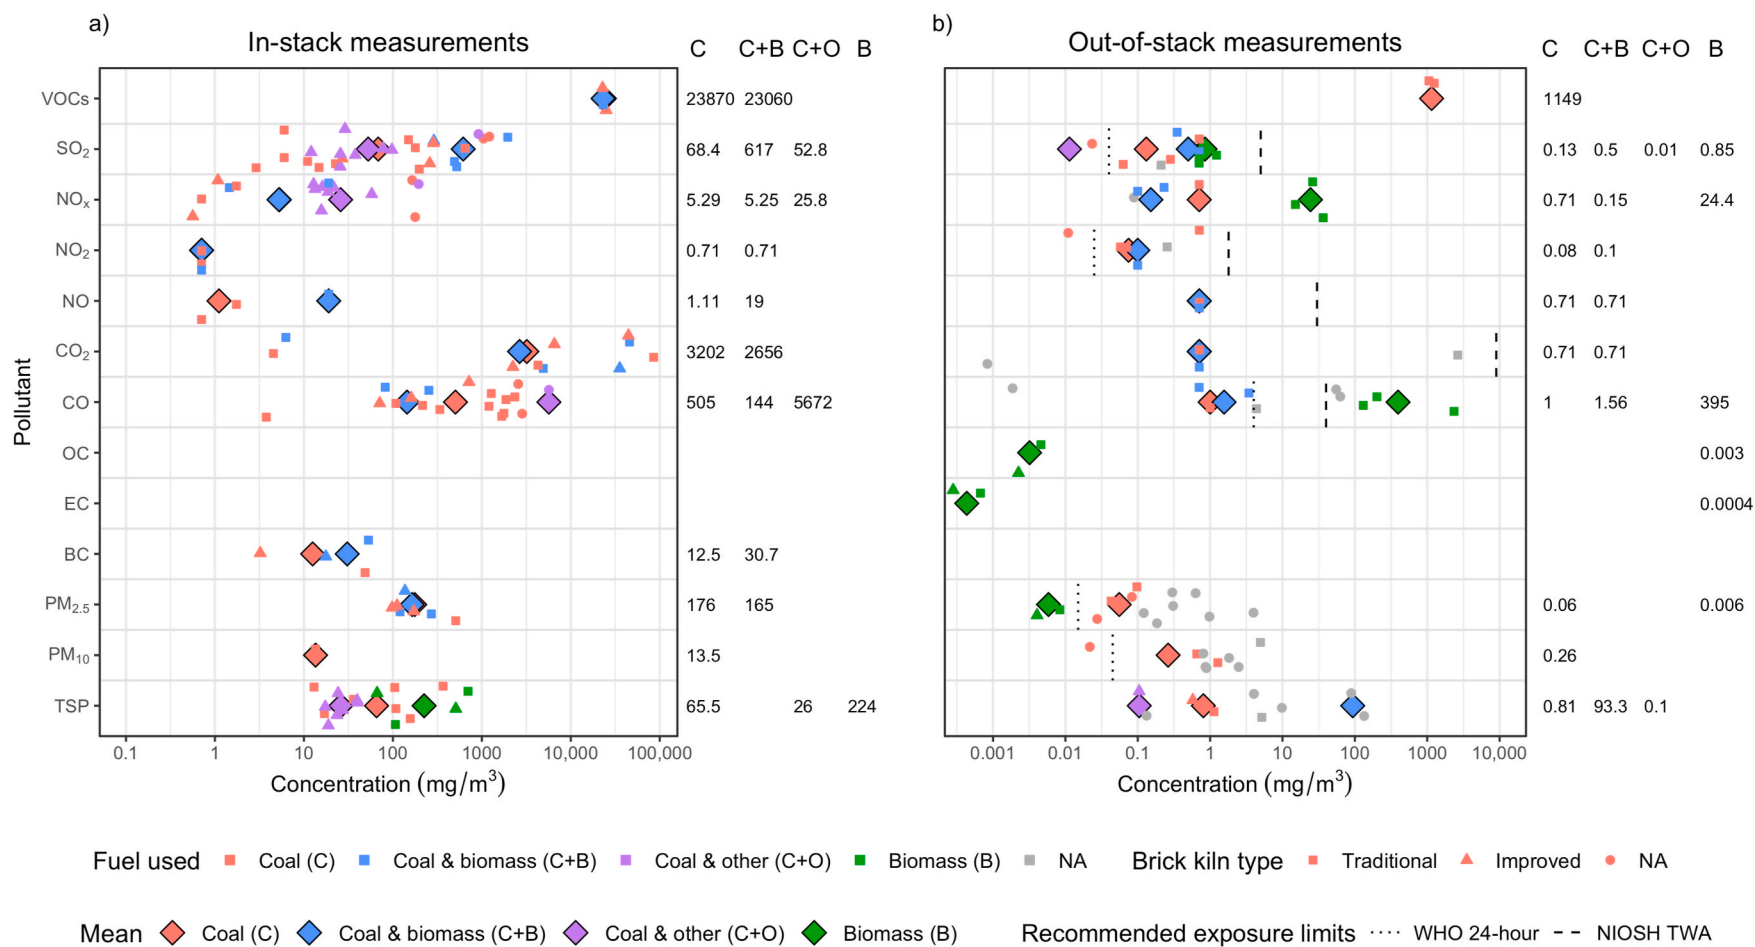 a)
In-stack measurements
C C+B C+O B
VOCs 23870 23060
SO2 68.4 617 52.8
NOx 5.29 5.25 25.8
NO2 0.71 0.71
NO 1.11 19
CO2 3202 2656
CO 505 144 5672
OC
EC
BC 12.5 30.7
PM2.5 176 165
PM10 13.5
TSP 65.5 26 224
Pollutant
0.1 1 10 100 1000 10,000 100,000
Concentration (mg/m3)
b)
Out-of-stack measurements
C C+B C+O B
1149
0.13 0.5 0.01 0.85
0.71 0.15 24.4
0.08 0.1
0.71 0.71
0.71 0.71
1 1.56 395
0.003
0.0004
0.06 0.006
0.26
0.81 93.3 0.1
0.001 0.01 0.1 1 10 100 1000 10,000
Concentration (mg/m3)
Fuel used Coal (C) Coal & biomass (C+B) Coal & other (C+O) Biomass (B) NA Brick kiln type Traditional Improved NA
Mean Coal (C) Coal & biomass (C+B) Coal & other (C+O) Biomass (B) Recommended exposure limits WHO 24-hour NIOSH TWA